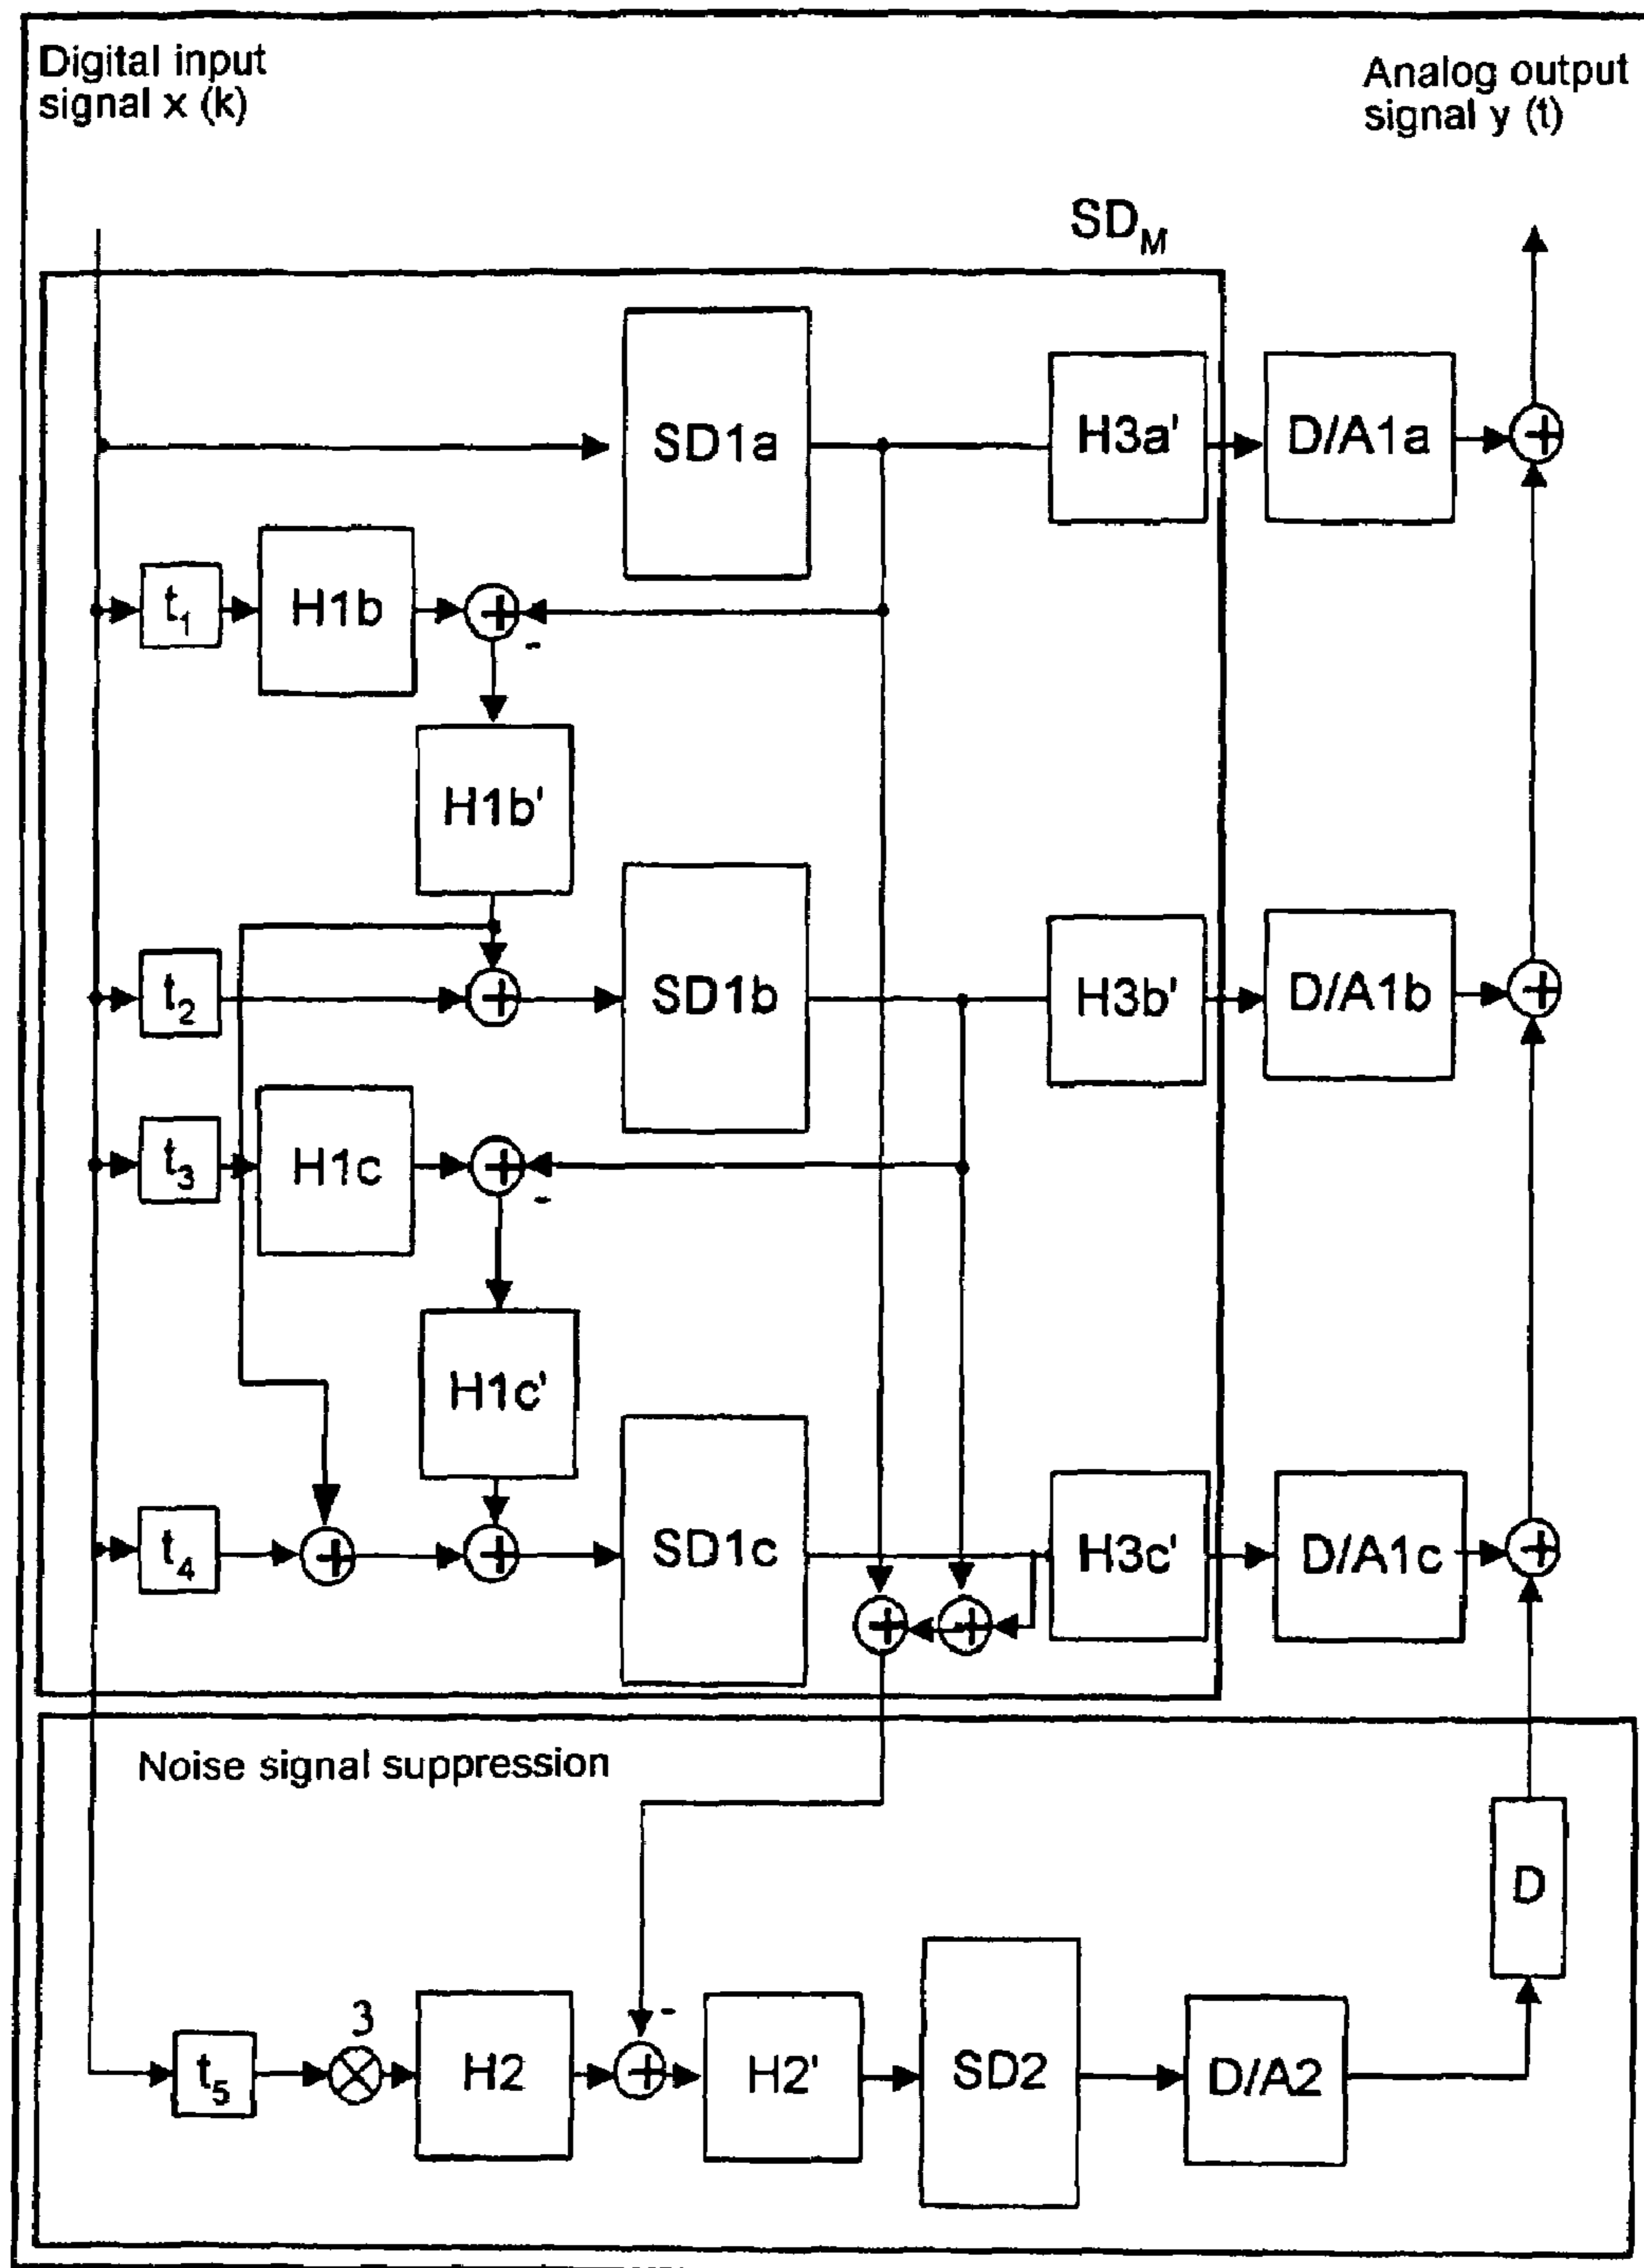 Digital input
signal x (k)
Analog output
signal y (t)
SD_M
SD1a
H3a'
D/A1a
+
t₁
H1b
+
-
H1b'
t₂
+
SD1b
H3b'
D/A1b
+
t₃
H1c
+
-
H1c'
t₄
+
+
SD1c
+
+
H3c'
D/A1c
+
Noise signal suppression
D
t₅
3
H2
+
-
H2'
SD2
D/A2